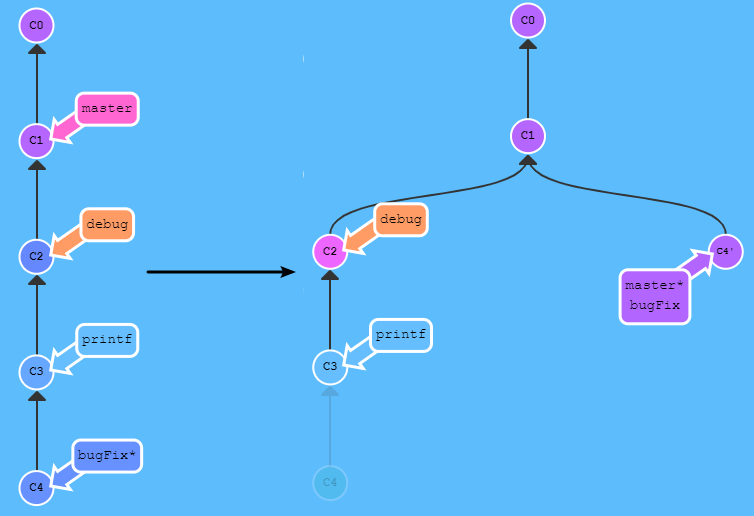 C0
master
C1
debug
C2
printf
C3
bugFix*
C4
C0
C1
debug
C2
C4'
master*
bugFix
printf
C3
C4